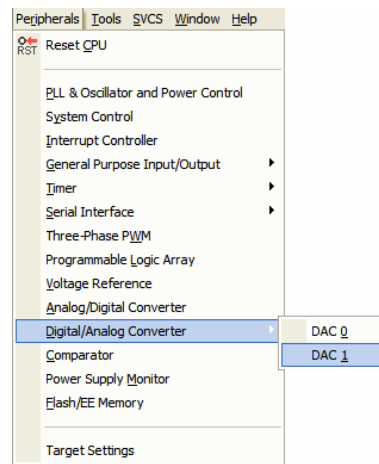 Peripherals Tools SVCS Window Help
RST Reset CPU
PLL & Oscillator and Power Control
System Control
Interrupt Controller
General Purpose Input/Output
Timer
Serial Interface
Three-Phase PWM
Programmable Logic Array
Voltage Reference
Analog/Digital Converter
Digital/Analog Converter DAC 0
Comparator DAC 1
Power Supply Monitor
Flash/EE Memory
Target Settings